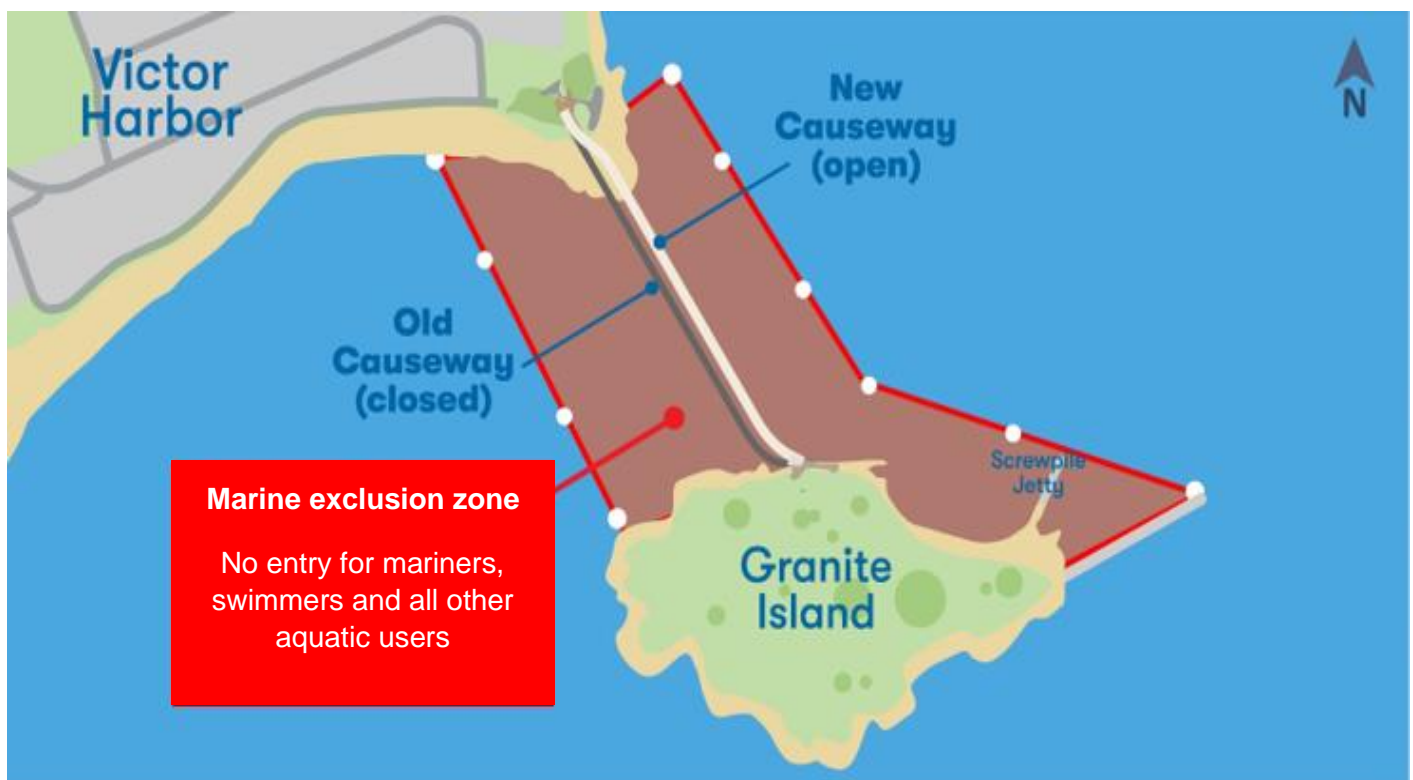 Victor
Harbor
New
Causeway
(open)
N
Old
Causeway
(closed)
Screwpile
Jetty
Marine exclusion zone
No entry for mariners,
swimmers and all other
aquatic users
Granite
Island